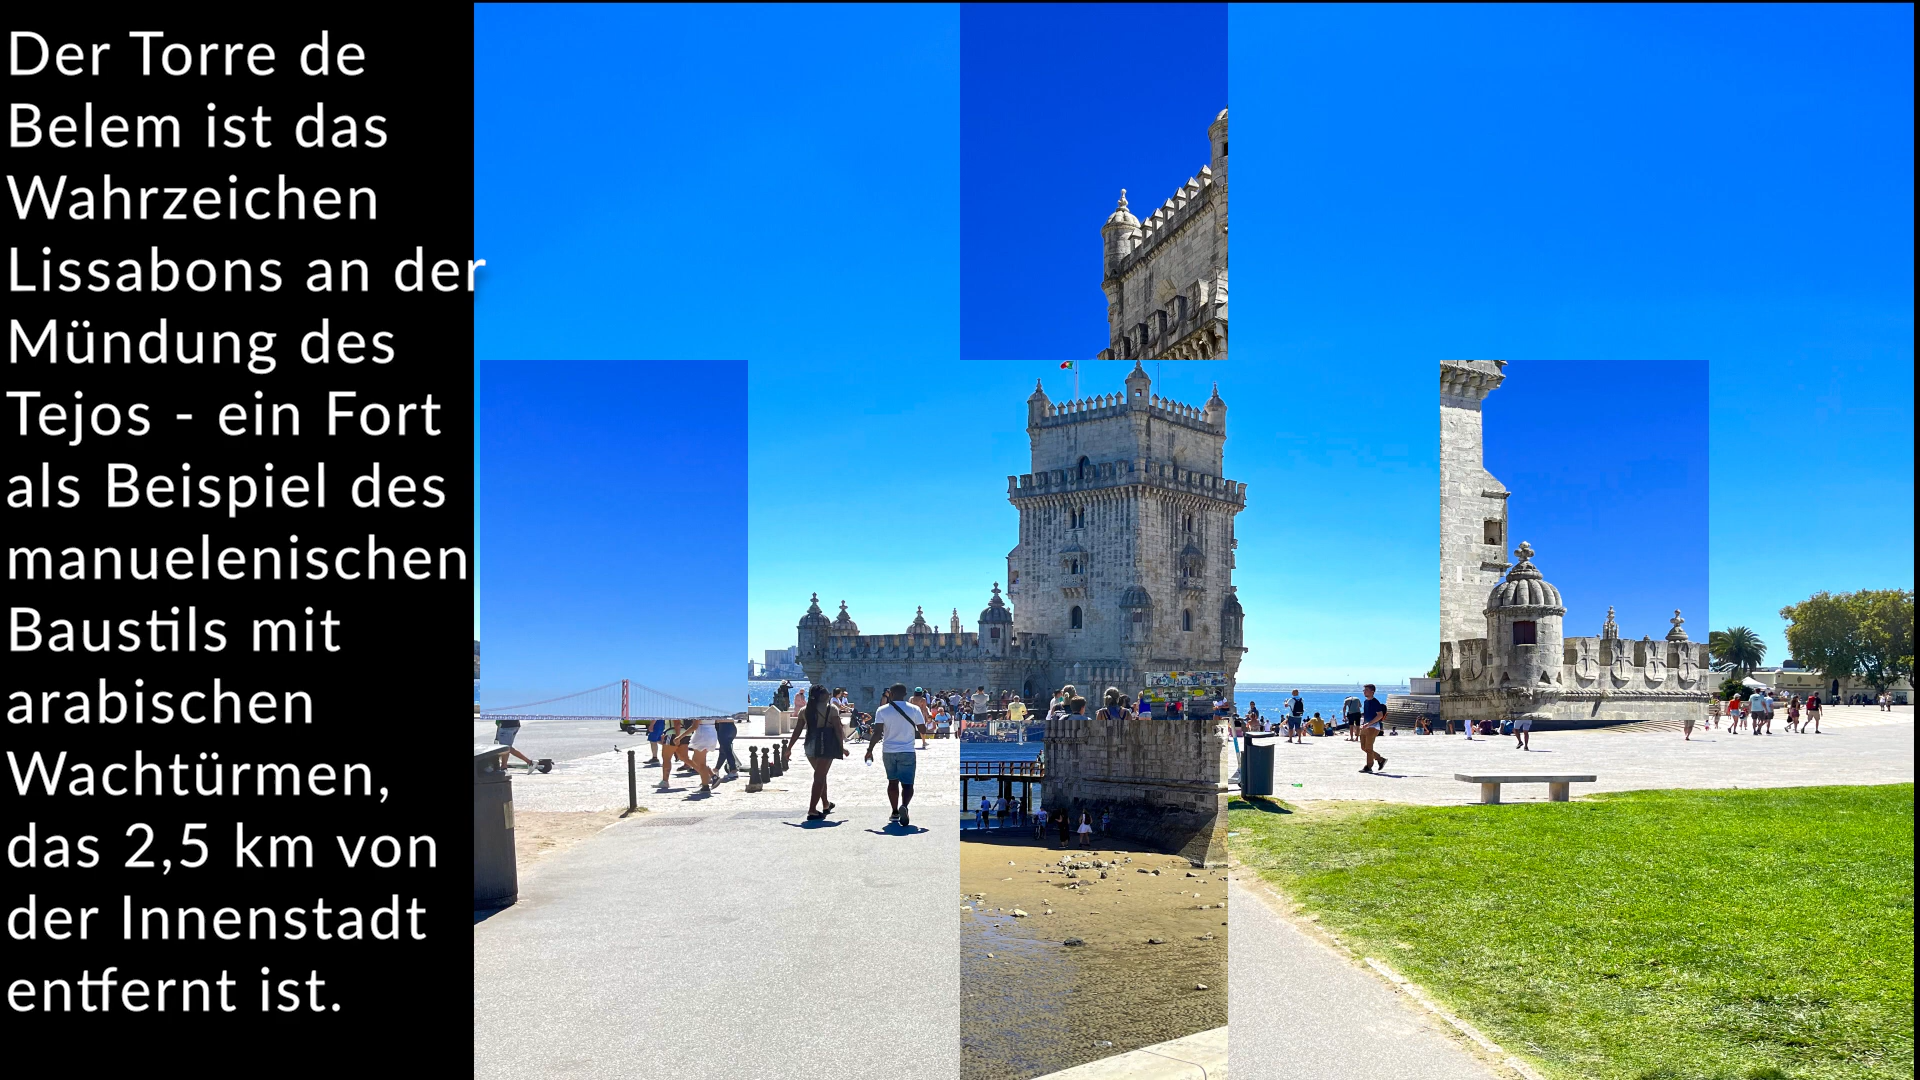 Der Torre de
Belem ist das
Wahrzeichen
Lissabons an der
Mündung des
Tejos - ein Fort
als Beispiel des
manuelenischen
Baustils mit
arabischen
Wachtürmen,
das 2,5 km von
der Innenstadt
entfernt ist.